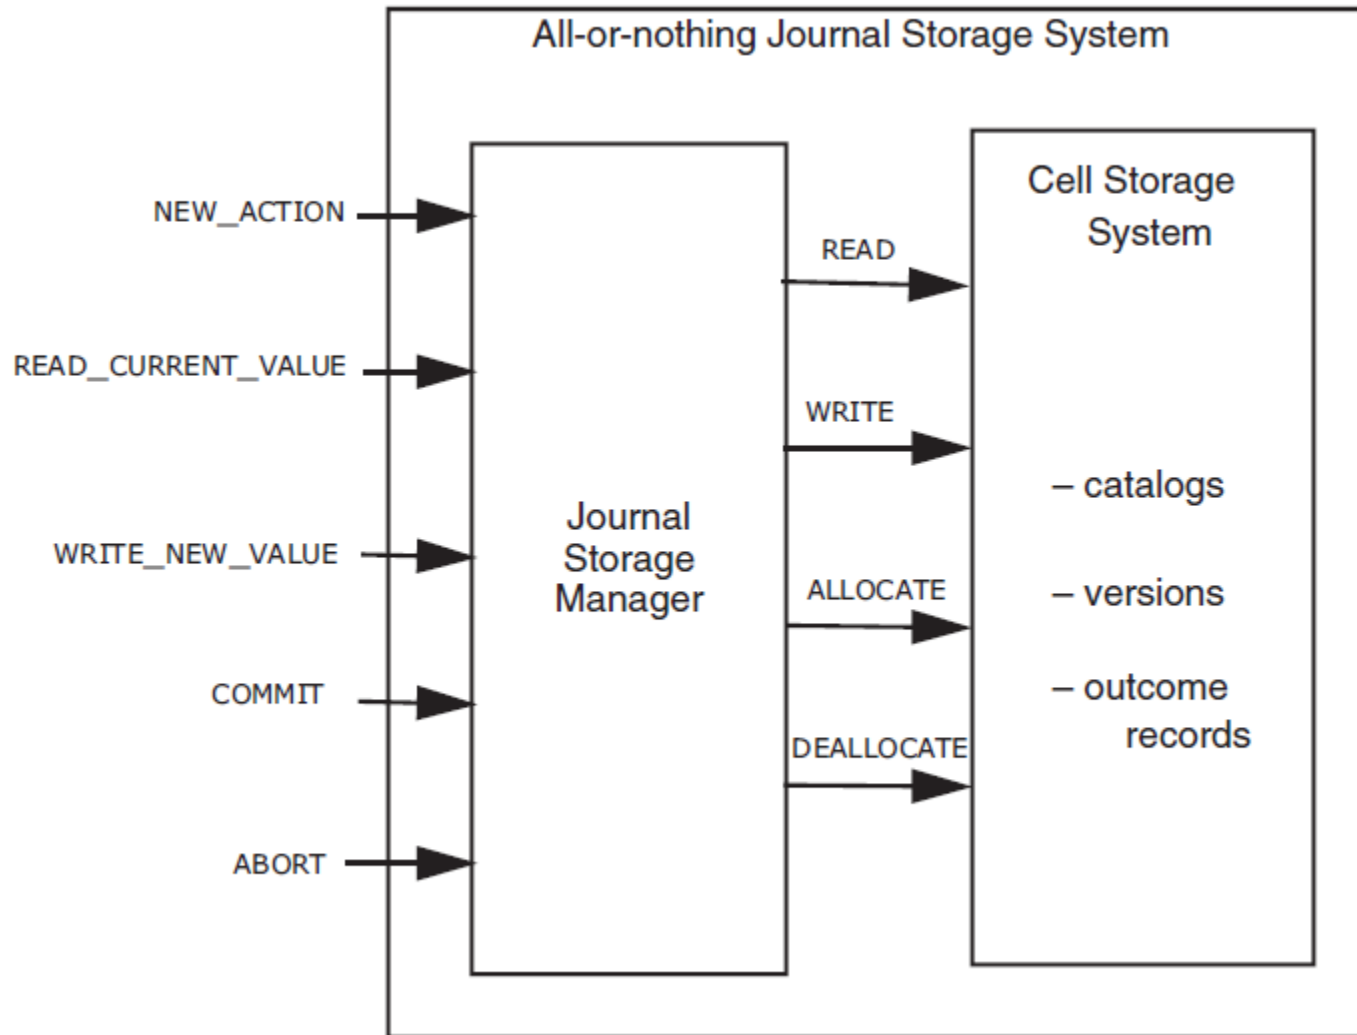 All-or-nothing Journal Storage System
NEW_ACTION
READ_CURRENT_VALUE
WRITE_NEW_VALUE
COMMIT
ABORT
Journal
Storage
Manager
READ
WRITE
ALLOCATE
DEALLOCATE
Cell Storage
System
– catalogs
– versions
– outcome
records